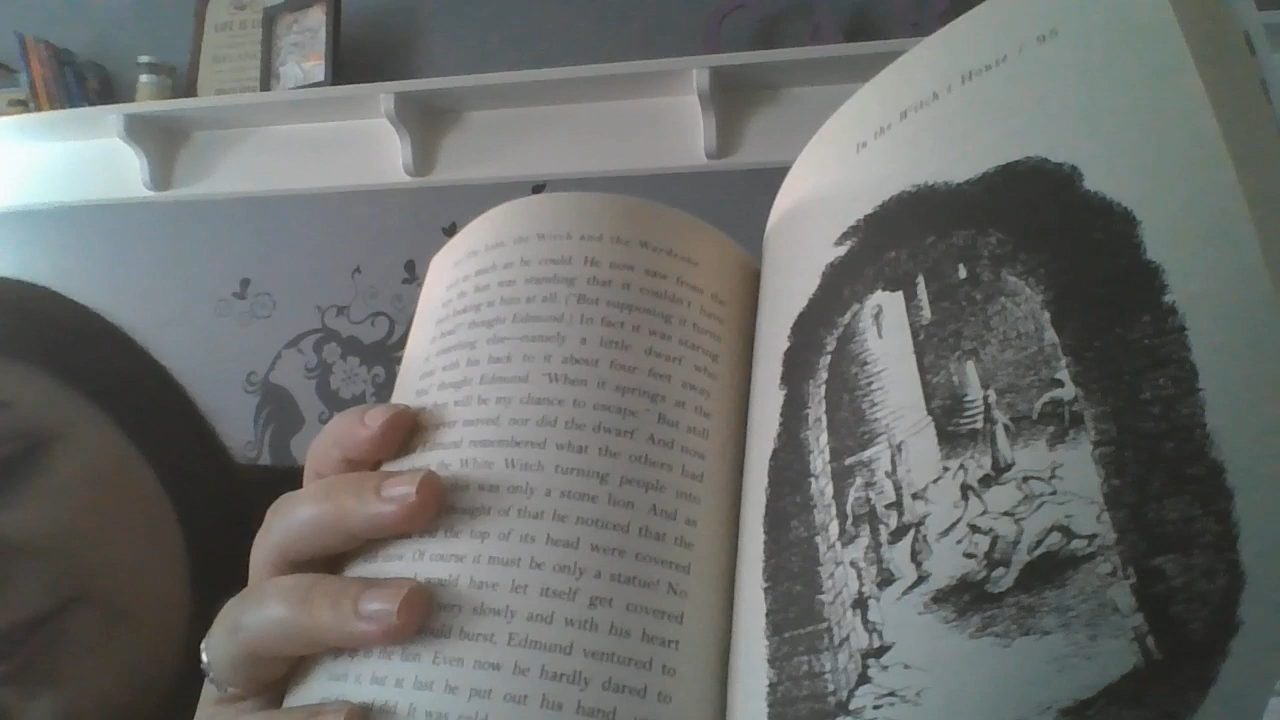 LIFE IS
the Witch and the Wardrobe
as much as he could. He now saw from the
the lion was standing that it couldn't have
looking at him at all. ("But supposing it turns
head?" thought Edmund.) In fact it was staring
something else—namely a little dwarf who
with his back to it about four feet away
thought Edmund. "When it springs at the
will be my chance to escape." But still
never moved, nor did the dwarf. And now
remembered what the others had
the White Witch turning people into
was only a stone lion. And as
thought of that he noticed that the
the top of its head were covered
Of course it must be only a statue! No
would have let itself get covered
very slowly and with his heart
would burst, Edmund ventured to
to the lion. Even now he hardly dared to
it, but at last he put out his hand,
did. It was cold
In the Witch's House / 95